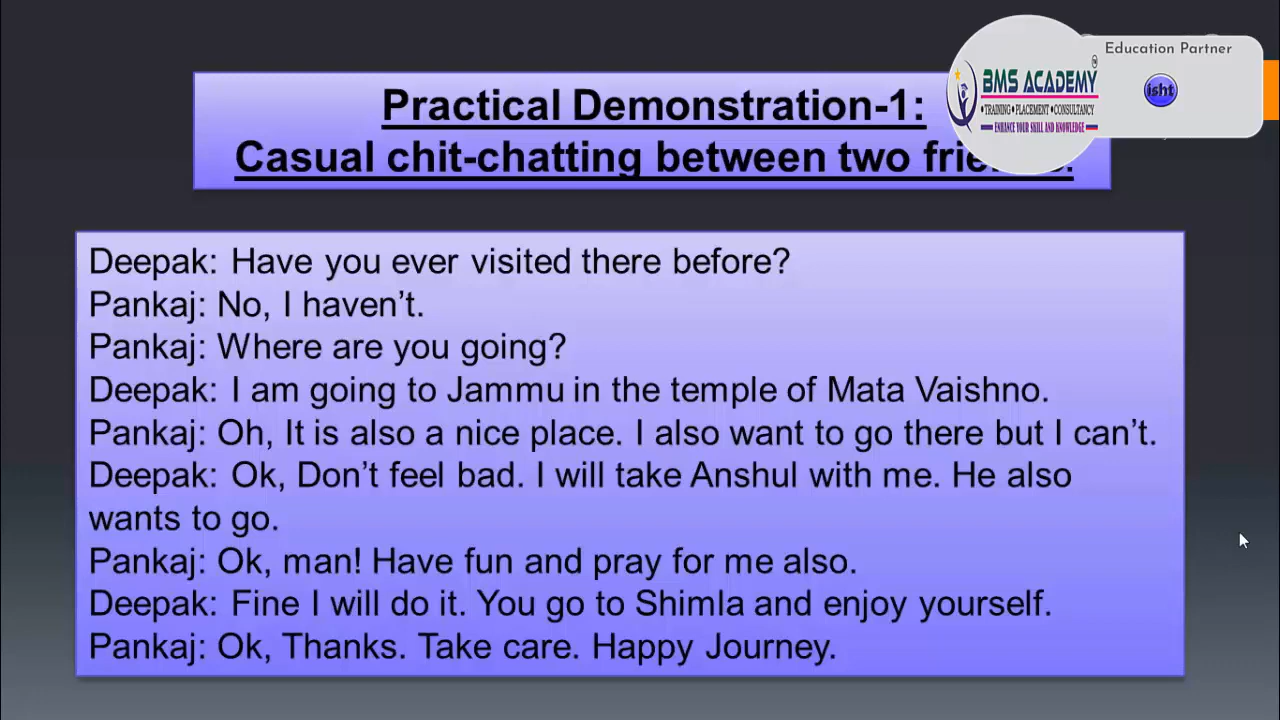 Education Partner
BMS ACADEMY
•TRAINING•PLACEMENT•CONSULTANCY
ENHANCE YOUR SKILL AND KNOWLEDGE
isht
Practical Demonstration-1:
Casual chit-chatting between two
Deepak: Have you ever visited there before?
Pankaj: No, I haven’t.
Pankaj: Where are you going?
Deepak: I am going to Jammu in the temple of Mata Vaishno.
Pankaj: Oh, It is also a nice place. I also want to go there but I can’t.
Deepak: Ok, Don’t feel bad. I will take Anshul with me. He also
wants to go.
Pankaj: Ok, man! Have fun and pray for me also.
Deepak: Fine I will do it. You go to Shimla and enjoy yourself.
Pankaj: Ok, Thanks. Take care. Happy Journey.